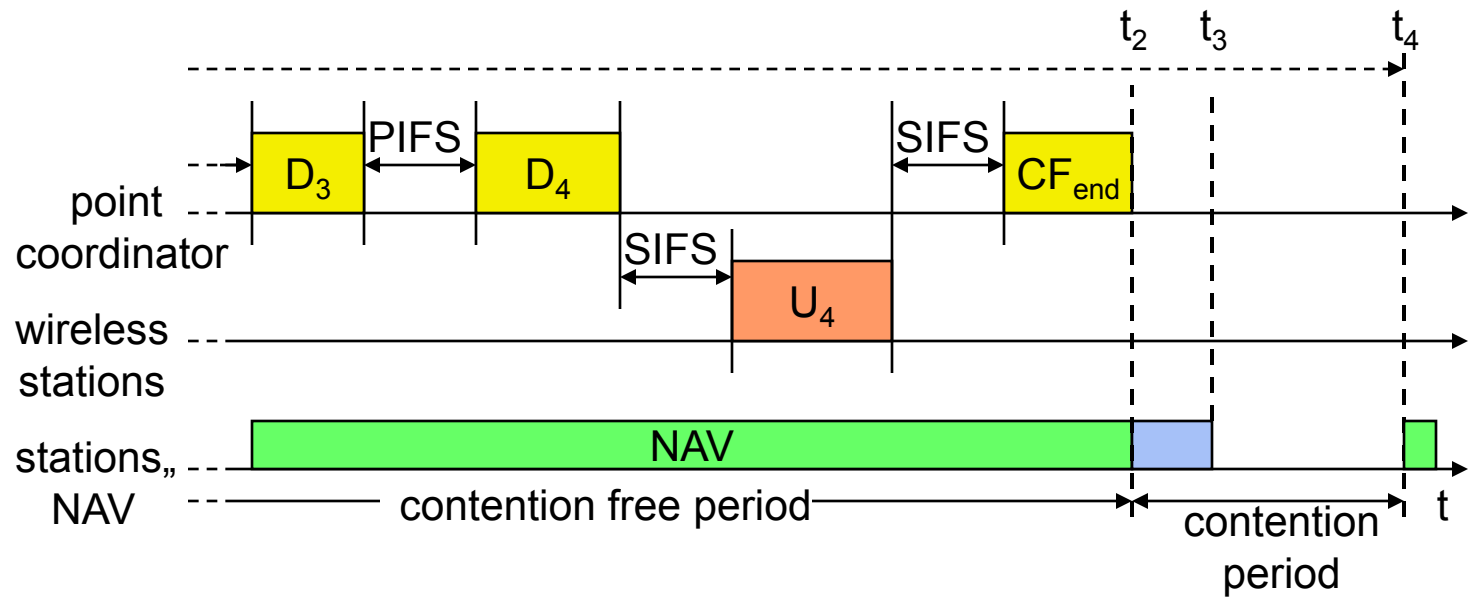 t₂ t₃ t₄
PIFS SIFS
D₃ D₄ CFend
point
coordinator
SIFS
U₄
wireless
stations
NAV
stations„
NAV
contention free period
contention
period
t